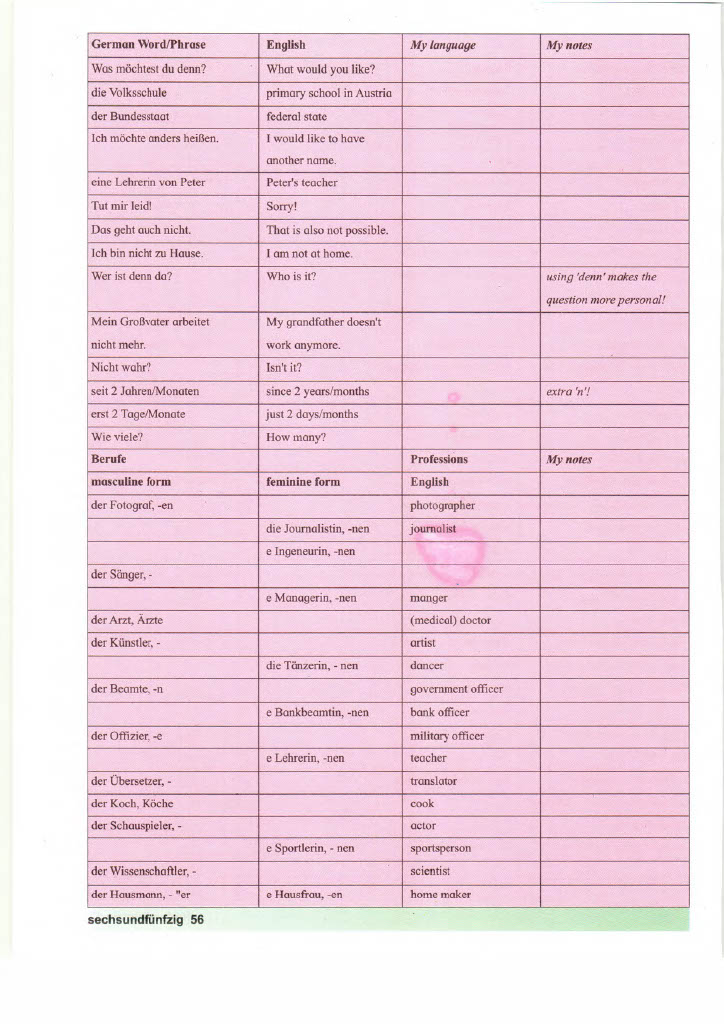 German Word/Phrase English My language My notes
Was möchtest du denn? What would you like?
die Volksschule primary school in Austria
der Bundesstaat federal state
Ich möchte anders heißen. I would like to have
another name.
eine Lehrerin von Peter Peter's teacher
Tut mir leid! Sorry!
Das geht auch nicht. That is also not possible.
Ich bin nicht zu Hause. I am not at home.
Wer ist denn da? Who is it? using 'denn' makes the
question more personal!
Mein Großvater arbeitet My grandfather doesn't
nicht mehr. work anymore.
Nicht wahr? Isn't it?
seit 2 Jahren/Monaten since 2 years/months extra 'n'!
erst 2 Tage/Monate just 2 days/months
Wie viele? How many?
Berufe Professions My notes
masculine form feminine form English
der Fotograf, -en photographer
die Journalistin, -nen journalist
e Ingeneurin, -nen
der Sänger, -
e Managerin, -nen manger
der Arzt, Ärzte (medical) doctor
der Künstler, - artist
die Tänzerin, - nen dancer
der Beamte, -n government officer
e Bankbeamtin, -nen bank officer
der Offizier, -e military officer
e Lehrerin, -nen teacher
der Übersetzer, - translator
der Koch, Köche cook
der Schauspieler, - actor
e Sportlerin, - nen sportsperson
der Wissenschaftler, - scientist
der Hausmann, - "er e Hausfrau, -en home maker
sechsundfünfzig 56